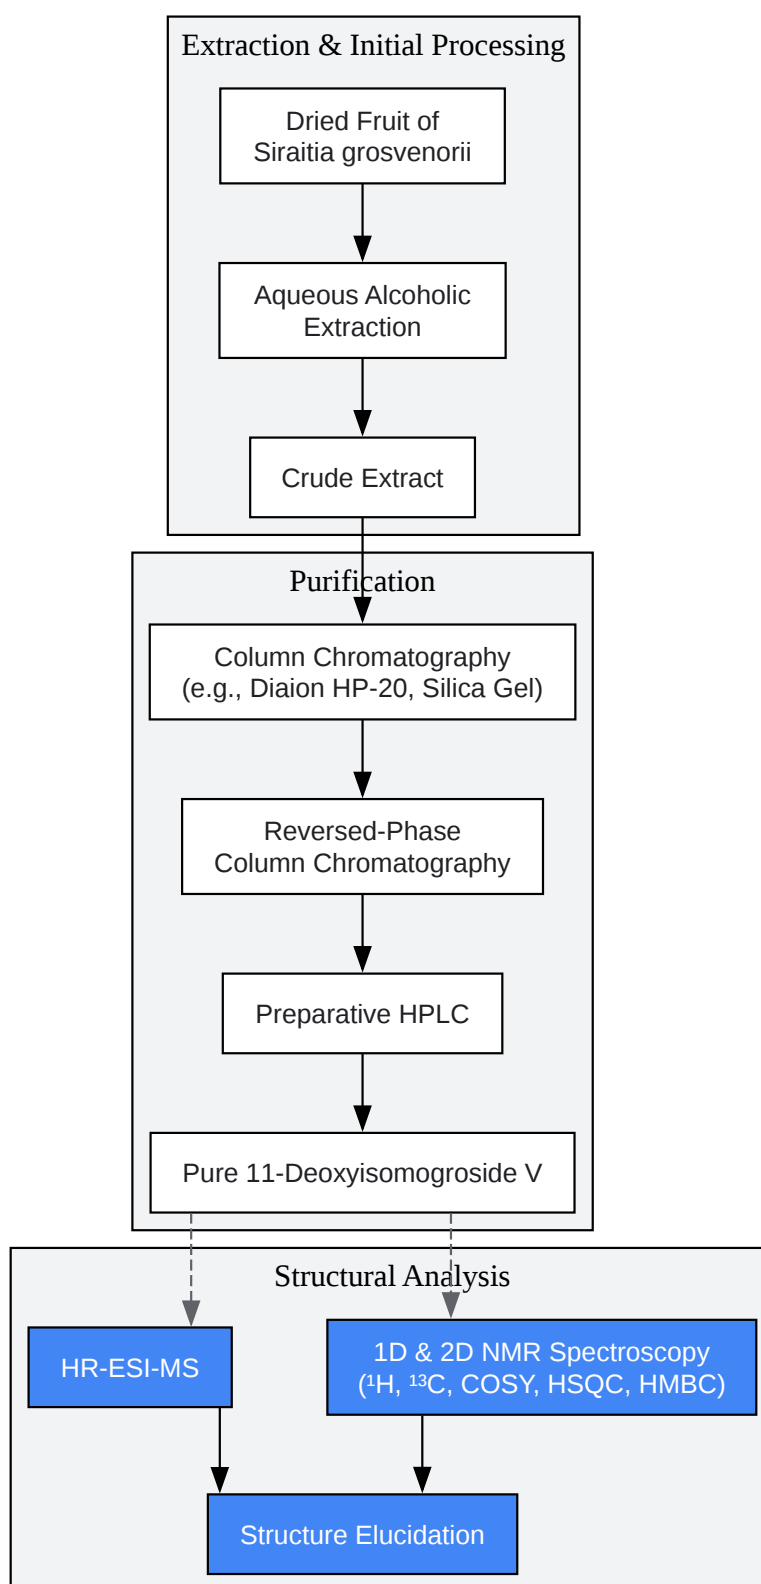 Extraction & Initial Processing
Dried Fruit of
Siraitia grosvenorii
Aqueous Alcoholic
Extraction
Crude Extract
Purification
Column Chromatography
(e.g., Diaion HP-20, Silica Gel)
Reversed-Phase
Column Chromatography
Preparative HPLC
Pure 11-Deoxyisomogroside V
Structural Analysis
HR-ESI-MS
1D & 2D NMR Spectroscopy
(¹H, ¹³C, COSY, HSQC, HMBC)
Structure Elucidation